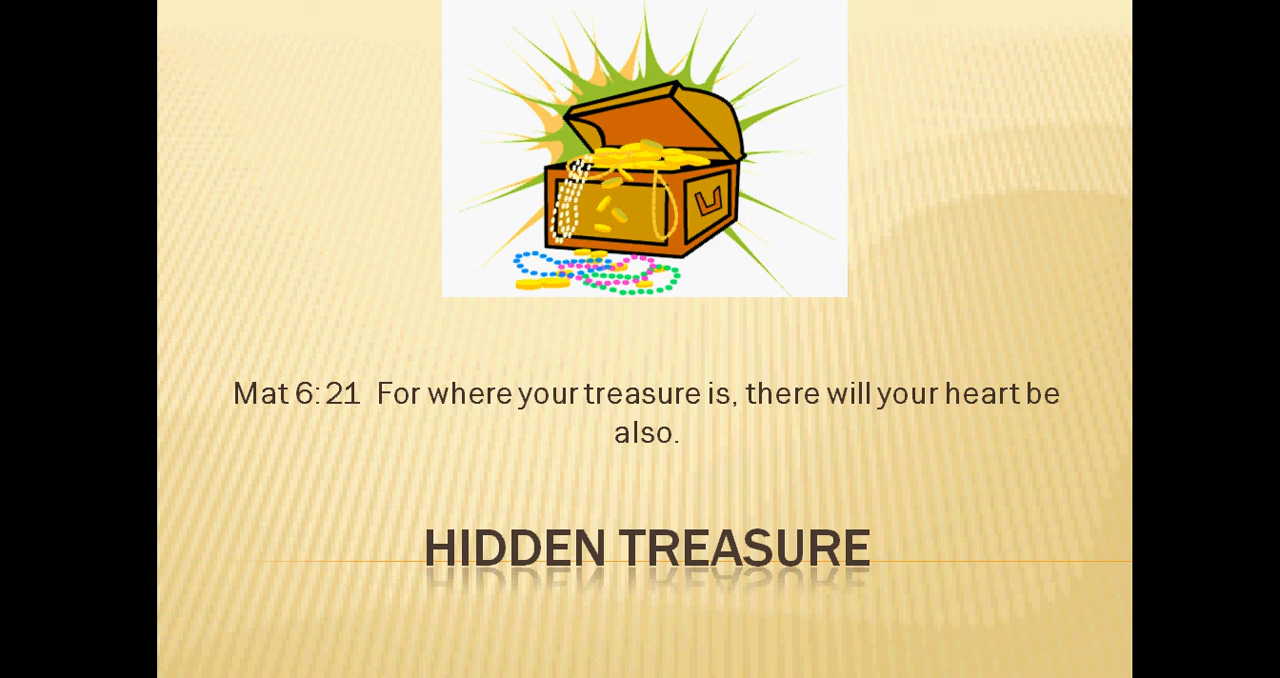 Mat 6:21  For where your treasure is, there will your heart be
also.
HIDDEN TREASURE